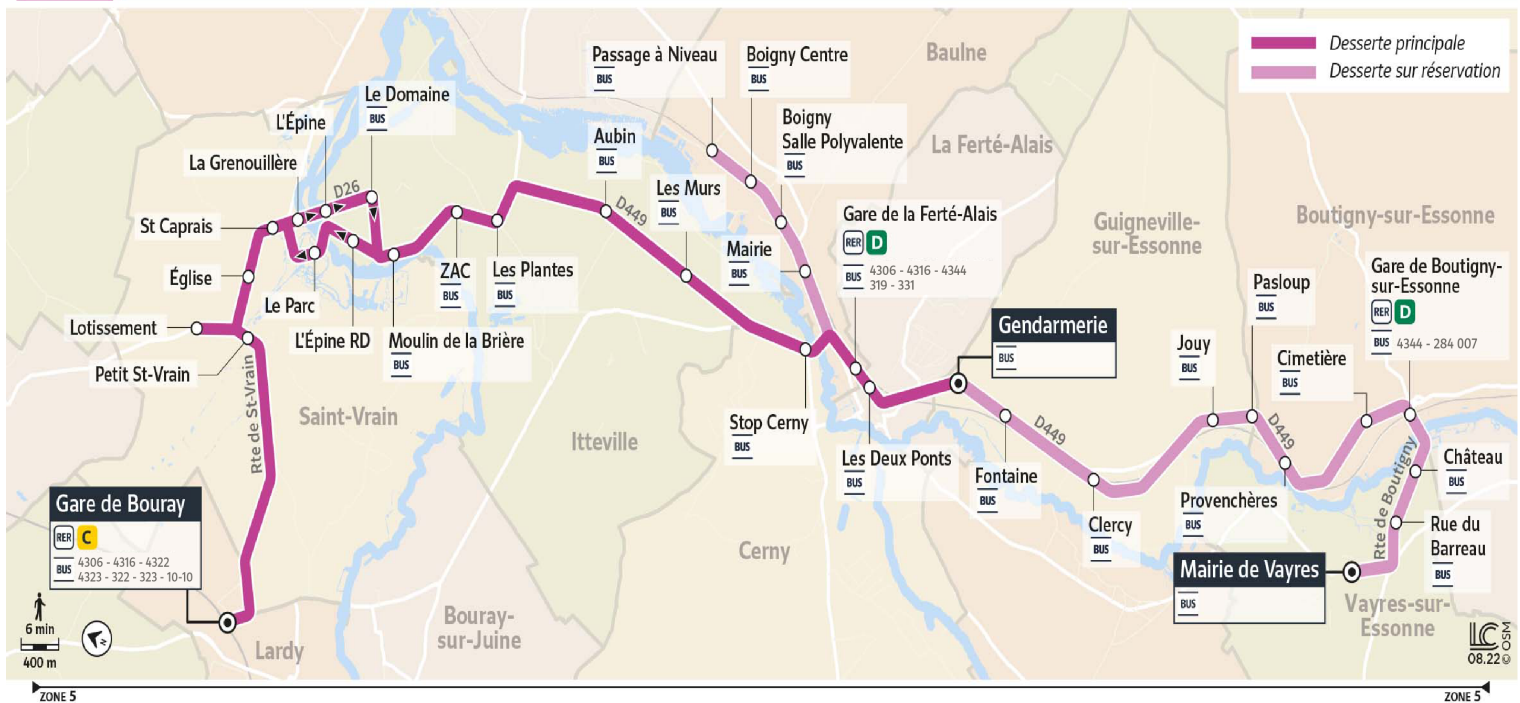 Desserte principale
Desserte sur réservation
Baulne
Passage à Niveau
BUS
Boigny Centre
BUS
Le Domaine
BUS
L'Épine
La Grenouillère
D26
St Caprais
Église
Lotissement
Petit St-Vrain
Le Parc
L'Épine RD
Moulin de la Brière
BUS
ZAC
BUS
Les Plantes
BUS
Aubin
BUS
D449
Les Murs
BUS
Boigny
Salle Polyvalente
BUS
Mairie
BUS
La Ferté-Alais
Gare de la Ferté-Alais
RER D
BUS 4306 - 4316 - 4344
319 - 331
Guigneville-
sur-Essonne
Boutigny-sur-Essonne
Gare de Boutigny-
sur-Essonne
RER D
BUS 4344 - 284 007
Pasloup
BUS
Gendarmerie
BUS
Jouy
BUS
Cimetière
BUS
Rte de St-Vrain
Saint-Vrain
Itteville
Stop Cerny
BUS
Les Deux Ponts
BUS
Fontaine
BUS
D449
Clercy
BUS
D449
Provenchères
BUS
Rte de Boutigny
Château
BUS
Rue du
Barreau
BUS
Mairie de Vayres
BUS
Vayres-sur-
Essonne
Gare de Bouray
RER C
BUS 4306 - 4316 - 4322
4323 - 322 - 323 - 10-10
Cerny
Bouray-
sur-Juine
Lardy
6 min
400 m
N
LC
08.22 © OSM
ZONE 5
ZONE 5